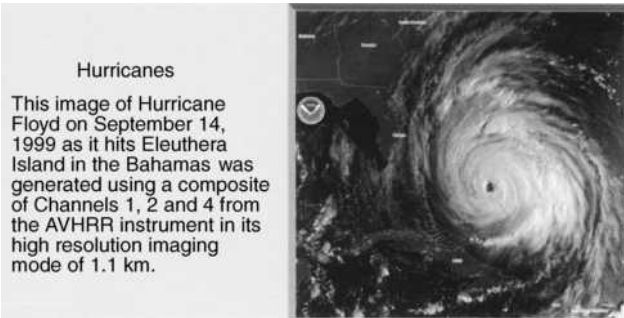 Hurricanes
This image of Hurricane
Floyd on September 14,
1999 as it hits Eleuthera
Island in the Bahamas was
generated using a composite
of Channels 1, 2 and 4 from
the AVHRR instrument in its
high resolution imaging
mode of 1.1 km.